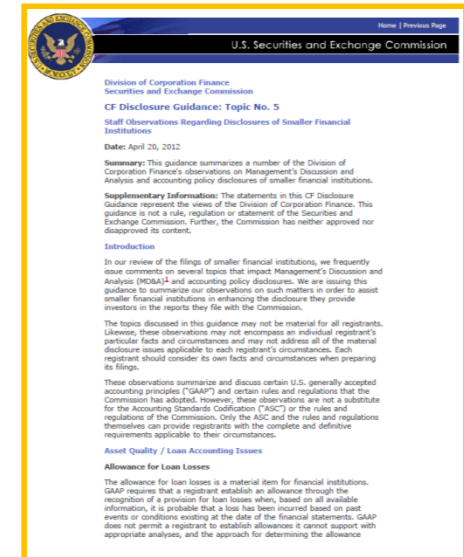 Home | Previous Page
U.S. Securities and Exchange Commission
Division of Corporation Finance
Securities and Exchange Commission
CF Disclosure Guidance: Topic No. 5
Staff Observations Regarding Disclosures of Smaller Financial
Institutions
Date: April 20, 2012
Summary: This guidance summarizes a number of the Division of
Corporation Finance's observations on Management's Discussion and
Analysis and accounting policy disclosures of smaller financial institutions.
Supplementary Information: The statements in this CF Disclosure
Guidance represent the views of the Division of Corporation Finance. This
guidance is not a rule, regulation or statement of the Securities and
Exchange Commission. Further, the Commission has neither approved nor
disapproved its content.
Introduction
In our review of the filings of smaller financial institutions, we frequently
issue comments on several topics that impact Management's Discussion and
Analysis (MD&A)1 and accounting policy disclosures. We are issuing this
guidance to summarize our observations on such matters in order to assist
smaller financial institutions in enhancing the disclosure they provide
investors in the reports they file with the Commission.
The topics discussed in this guidance may not be material for all registrants.
Likewise, these observations may not encompass an individual registrant's
particular facts and circumstances and may not address all of the material
disclosure issues applicable to each registrant's circumstances. Each
registrant should consider its own facts and circumstances when preparing
its filings.
These observations summarize and discuss certain U.S. generally accepted
accounting principles ("GAAP") and certain rules and regulations that the
Commission has adopted. However, these observations are not a substitute
for the Accounting Standards Codification ("ASC") or the rules and
regulations of the Commission. Only the ASC and the rules and regulations
themselves can provide registrants with the complete and definitive
requirements applicable to their circumstances.
Asset Quality / Loan Accounting Issues
Allowance for Loan Losses
The allowance for loan losses is a material item for financial institutions.
GAAP requires that a registrant establish an allowance through the
recognition of a provision for loan losses when, based on all available
information, it is probable that a loss has been incurred based on past
events or conditions existing at the date of the financial statements. GAAP
does not permit a registrant to establish allowances it cannot support with
appropriate analyses, and the approach for determining the allowance